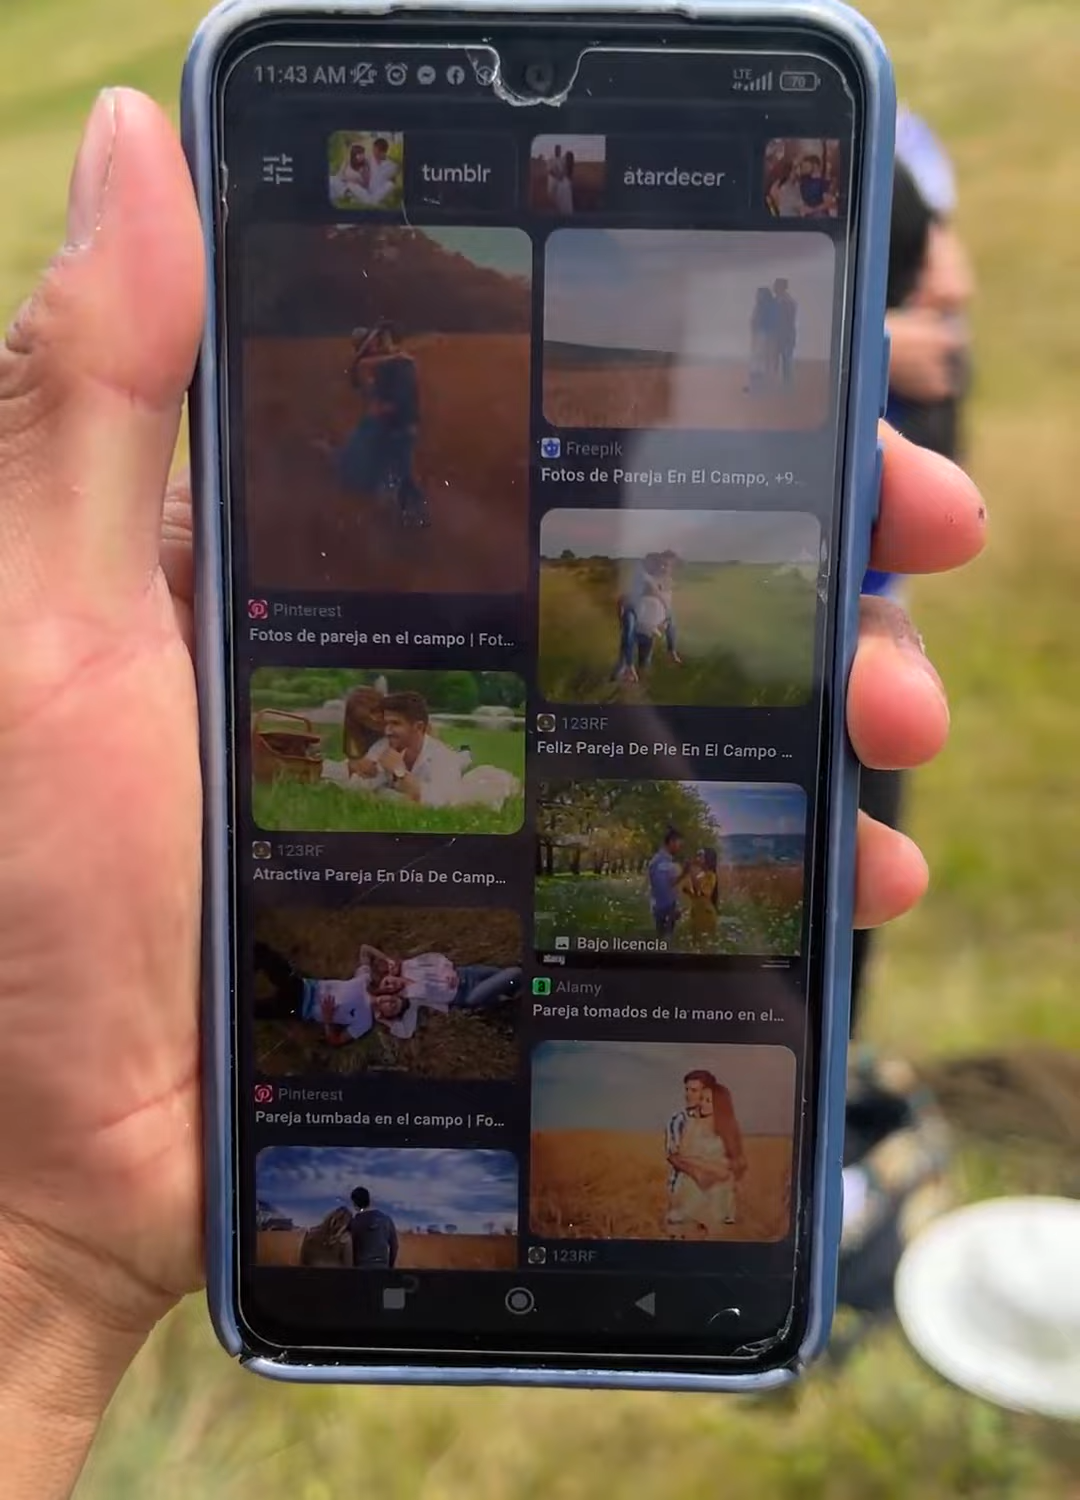 11:43 AM
LTE
70
tumblr
atardecer
Pinterest
Fotos de pareja en el campo | Fot...
Freepik
Fotos de Pareja En El Campo, +9...
123RF
Feliz Pareja De Pie En El Campo ...
123RF
Atractiva Pareja En Día De Camp...
Bajo licencia
alamy
Alamy
Pareja tomados de la mano en el...
Pinterest
Pareja tumbada en el campo | Fo...
123RF